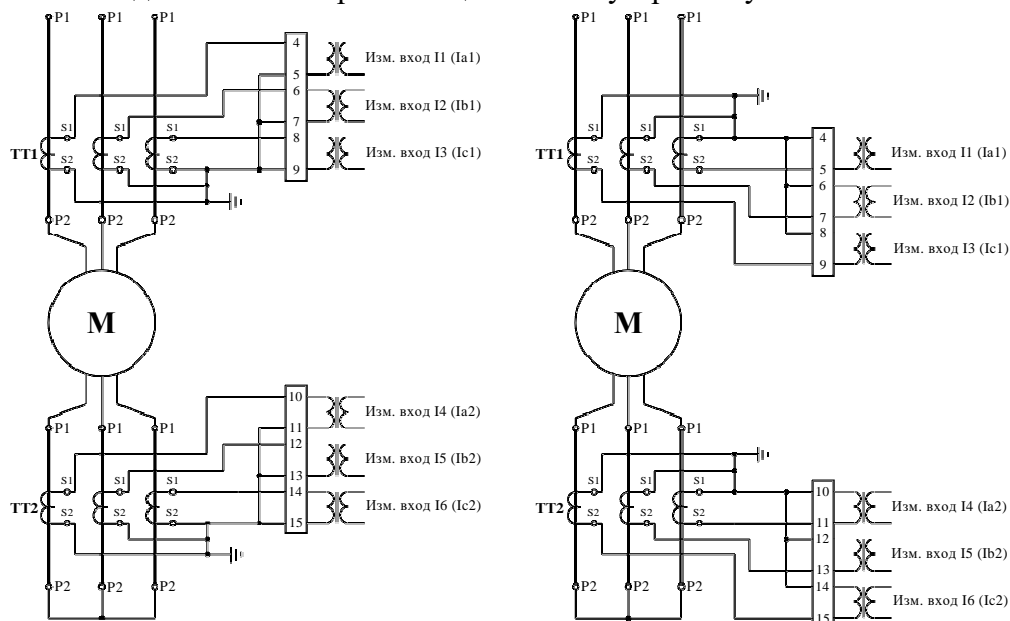 P1 P1 P1
4
Изм. вход I1 (Ia1)
5
6
Изм. вход I2 (Ib1)
7
S1 S1 S1
8
ТТ1
Изм. вход I3 (Ic1)
S2 S2 S2
9
P2 P2 P2
М
10
Изм. вход I4 (Ia2)
P1 P1 P1
11
12
Изм. вход I5 (Ib2)
13
S1 S1 S1
14
ТТ2
Изм. вход I6 (Ic2)
S2 S2 S2
15
P2 P2 P2
P1 P1 P1
S1 S1 S1
4
ТТ1
Изм. вход I1 (Ia1)
S2 S2 S2
5
6
Изм. вход I2 (Ib1)
7
P2 P2 P2
8
Изм. вход I3 (Ic1)
9
М
P1 P1 P1
S1 S1 S1
10
ТТ2
Изм. вход I4 (Ia2)
S2 S2 S2
11
12
Изм. вход I5 (Ib2)
13
14
P2 P2 P2
Изм. вход I6 (Ic2)
15